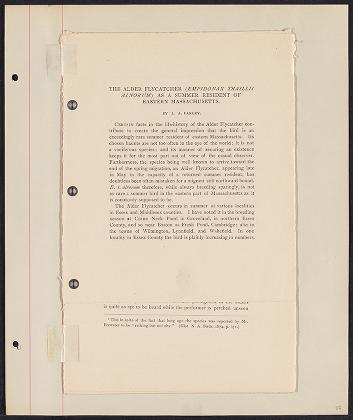 THE ALDER FLYCATCHER (EMPIDONAX TRAILLII
ALNORUM) AS A SUMMER RESIDENT OF
EASTERN MASSACHUSETTS.
BY J. A. FARLEY.
CERTAIN facts in the life-history of the Alder Flycatcher con-
tribute to create the general impression that the bird is an
exceedingly rare summer resident of eastern Massachusetts. Its
chosen haunts are not too often in the eye of the world; it is not
a vociferous species; and its manner of securing an existence
keeps it for the most part out of view of the casual observer.
Furthermore, the species being well known to arrive toward the
end of the spring migration, an Alder Flycatcher, appearing late
in May in the capacity of a returned summer resident, has
doubtless been often mistaken for a migrant still northward bound.
E. t. alnorum therefore, while always breeding sparingly, is not
so rare a summer bird in the eastern part of Massachusetts as it
is commonly supposed to be.
The Alder Flycatcher occurs in summer at various localities
in Essex and Middlesex counties. I have noted it in the breeding
season at Crane Neck Pond in Groveland, in northern Essex
County, and so near Boston as Fresh Pond, Cambridge; also in
the towns of Wilmington, Lynnfield, and Wakefield. In one
locality in Essex County the bird is plainly increasing in numbers.
is quite as apt to be heard while the performer is perched unseen
¹ This in spite of the fact that long ago the species was reported by Mr.
Brewster to be "rather but not shy" (Hist. N. A. Birds, 1874, p. 371.)